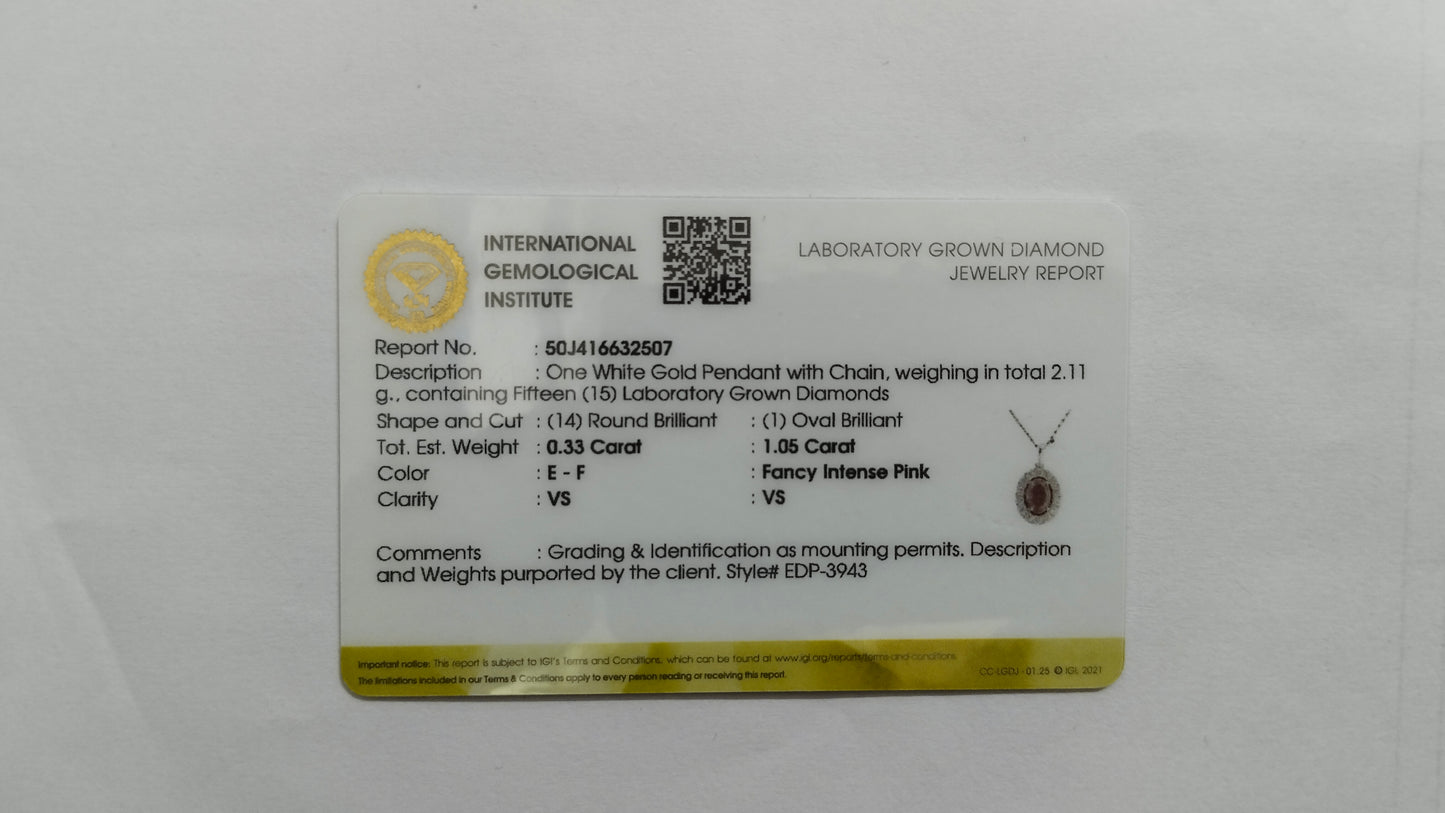 INTERNATIONAL
GEMOLOGICAL
INSTITUTE
LABORATORY GROWN DIAMOND
JEWELRY REPORT
Report No. : 50J416632507
Description : One White Gold Pendant with Chain, weighing in total 2.11
g., containing Fifteen (15) Laboratory Grown Diamonds
Shape and Cut : (14) Round Brilliant : (1) Oval Brilliant
Tot. Est. Weight : 0.33 Carat : 1.05 Carat
Color : E - F : Fancy Intense Pink
Clarity : VS : VS
Comments : Grading & Identification as mounting permits. Description
and Weights purported by the client. Style# EDP-3943
Important notice: This report is subject to IGI's Terms and Conditions, which can be found at www.igi.org/reports/terms-and-conditions.
The limitations included in our Terms & Conditions apply to every person reading or receiving this report.
CC-LGDJ - 01.25 © IGI, 2021